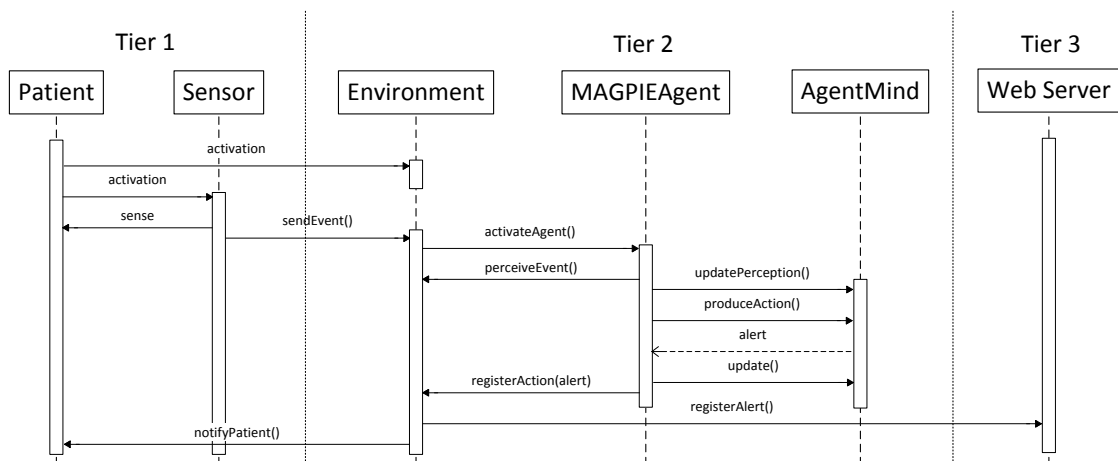 Tier 1
Tier 2
Tier 3
Patient
Sensor
Environment
MAGPIEAgent
AgentMind
Web Server
activation
activation
sense
sendEvent()
activateAgent()
perceiveEvent()
updatePerception()
produceAction()
alert
update()
registerAction(alert)
registerAlert()
notifyPatient()